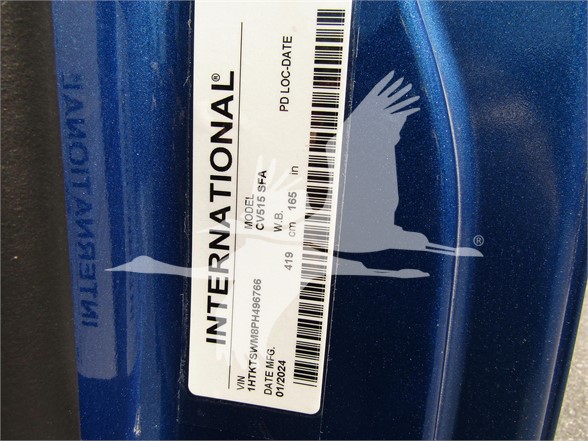 INTERNATIONAL®
VIN
1HTKTSWM8PH496766
MODEL
CV515 SFA
DATE MFG.
01/2024
W.B.
419 cm 165 in
PD LOC-DATE
INTERNATIONAL
®